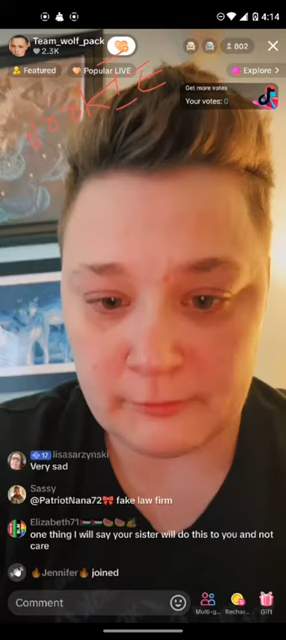 4:14
Team_wolf_pack
2.3K
802
Featured
Popular LIVE
Explore >
Get more votes
Your votes: 0
17 lisasarzynski
Very sad
Sassy
@PatriotNana72 fake law firm
Elizabeth71
one thing I will say your sister will do this to you and not
care
Jennifer joined
Comment
Multi-g...
Rechar...
Gift